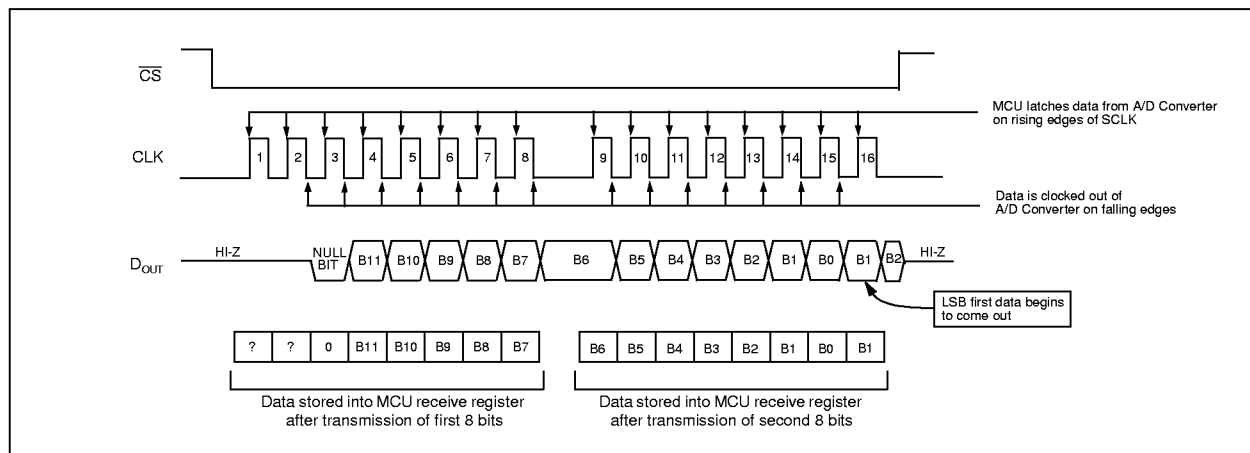 CS
MCU latches data from A/D Converter
on rising edges of SCLK
CLK
1 2 3 4 5 6 7 8 9 10 11 12 13 14 15 16
Data is clocked out of
A/D Converter on falling edges
DOUT
HI-Z
NULL
BIT
B11 B10 B9 B8 B7 B6 B5 B4 B3 B2 B1 B0 B1 B2
HI-Z
LSB first data begins
to come out
? ? 0 B11 B10 B9 B8 B7
B6 B5 B4 B3 B2 B1 B0 B1
Data stored into MCU receive register
after transmission of first 8 bits
Data stored into MCU receive register
after transmission of second 8 bits